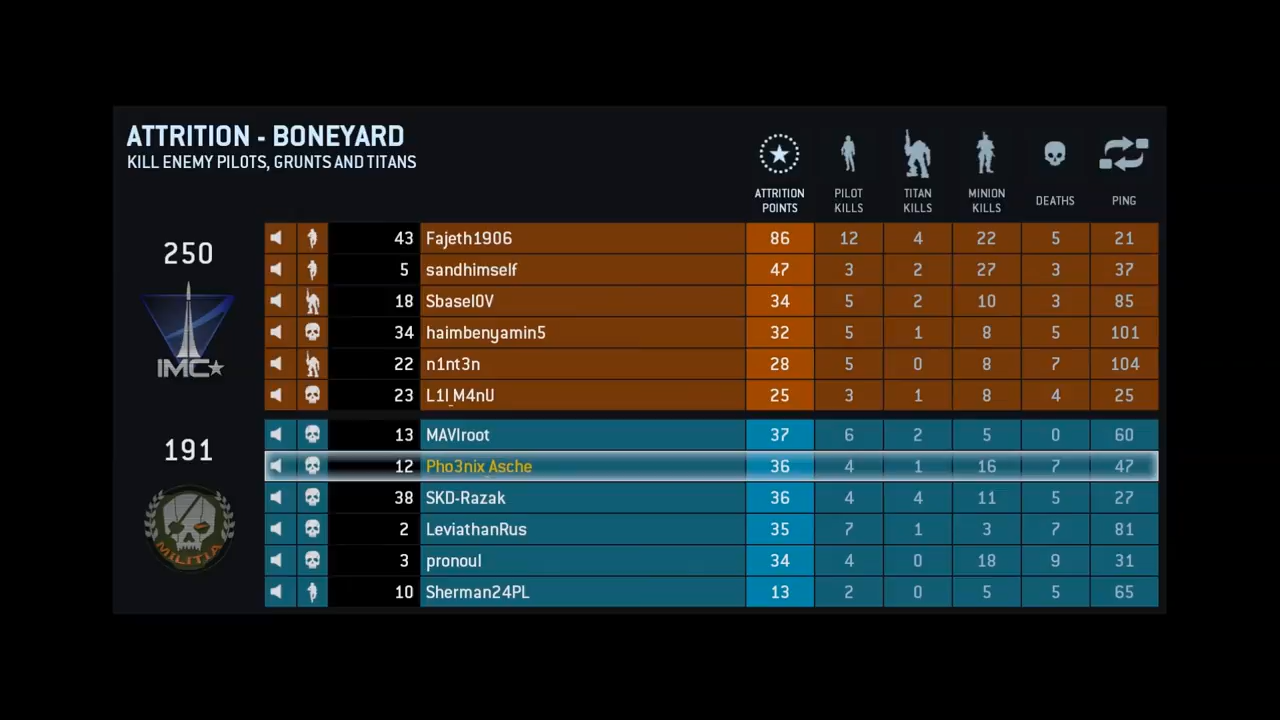 ATTRITION - BONEYARD
KILL ENEMY PILOTS, GRUNTS AND TITANS
ATTRITION POINTS PILOT KILLS TITAN KILLS MINION KILLS DEATHS PING
250
IMC
43 Fajeth1906 86 12 4 22 5 21
5 sandhimself 47 3 2 27 3 37
18 Sbasel0V 34 5 2 10 3 85
34 haimbenyamin5 32 5 1 8 5 101
22 n1nt3n 28 5 0 8 7 104
23 L1l_M4nU 25 3 1 8 4 25
191
MILITIA
13 MAVIroot 37 6 2 5 0 60
12 Pho3nix_Asche 36 4 1 16 7 47
38 SKD-Razak 36 4 4 11 5 27
2 LeviathanRus 35 7 1 3 7 81
3 pronoul 34 4 0 18 9 31
10 Sherman24PL 13 2 0 5 5 65